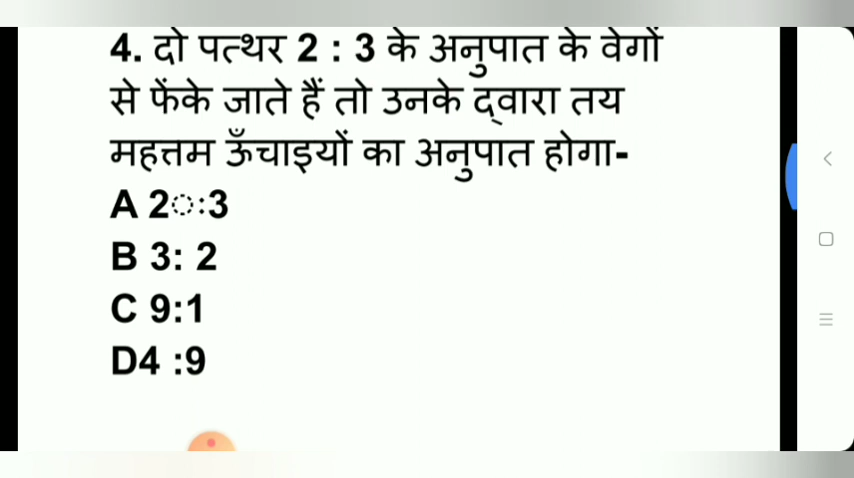 4. दो पत्थर 2 : 3 के अनुपात के वेगों
से फेंके जाते हैं तो उनके द्‌वारा तय
महत्तम ऊँचाइयों का अनुपात होगा-
A 2ः:3
B 3: 2
C 9:1
D4 :9